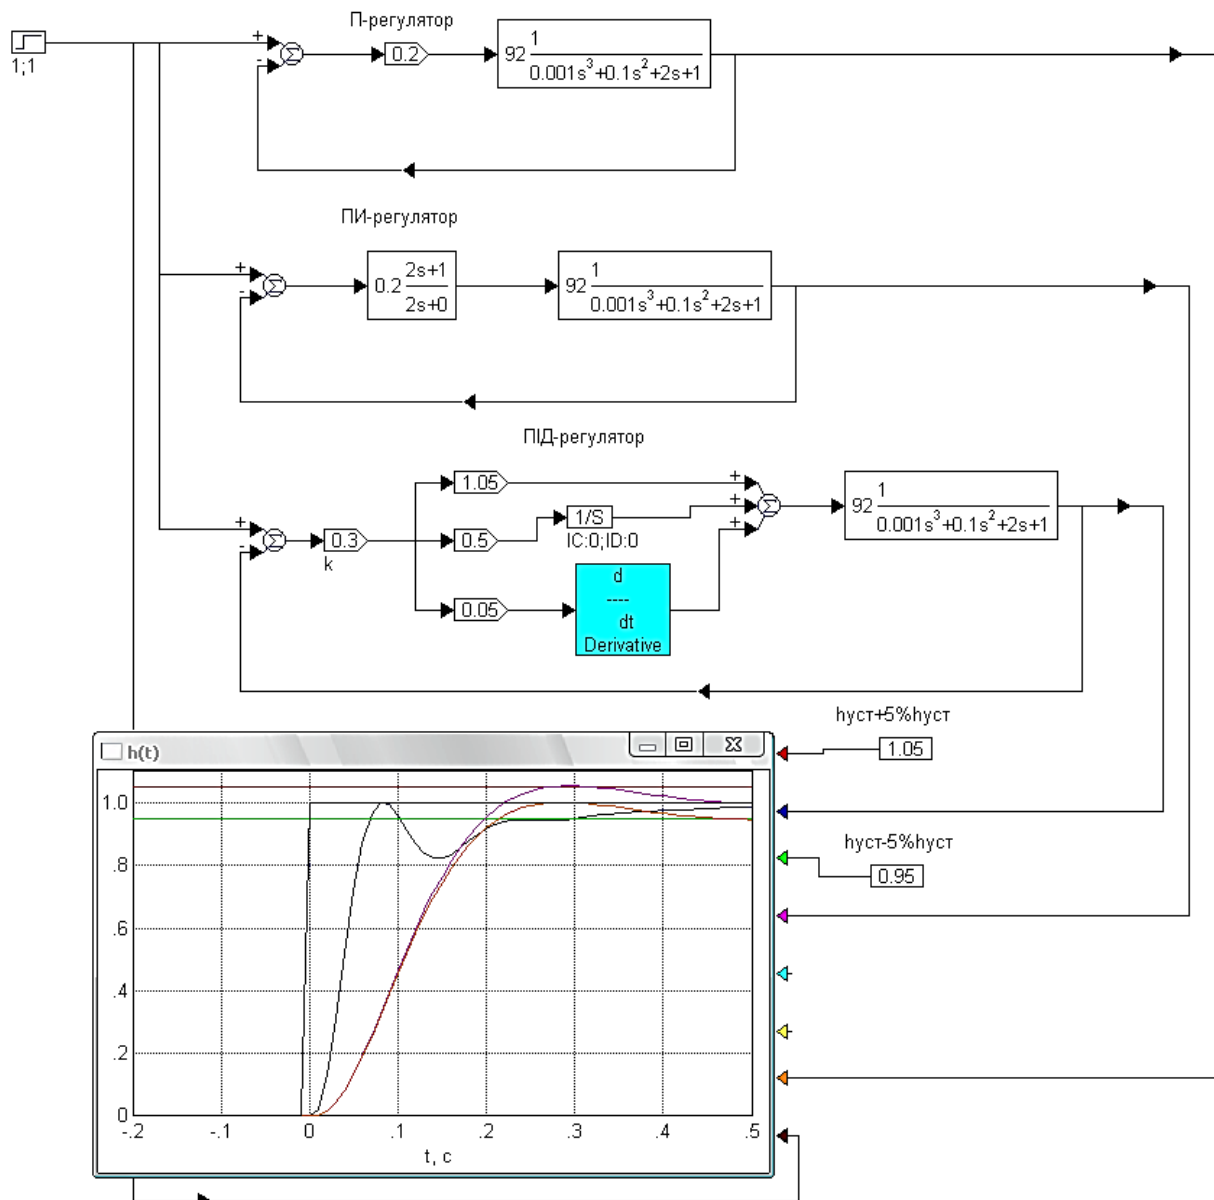 П-регулятор
1;1
+
-
Σ
0.2
92 1
0.001s³+0.1s²+2s+1
ПИ-регулятор
+
-
Σ
0.2 2s+1
2s+0
92 1
0.001s³+0.1s²+2s+1
ПІД-регулятор
+
-
Σ
0.3
k
1.05
0.5
0.05
1/S
IC:0;ID:0
d
----
dt
Derivative
+
+
+
Σ
92 1
0.001s³+0.1s²+2s+1
hуст+5%hуст
1.05
hуст-5%hуст
0.95
h(t)
1.0
.8
.6
.4
.2
0
-.2 -.1 0 .1 .2 .3 .4 .5
t, c